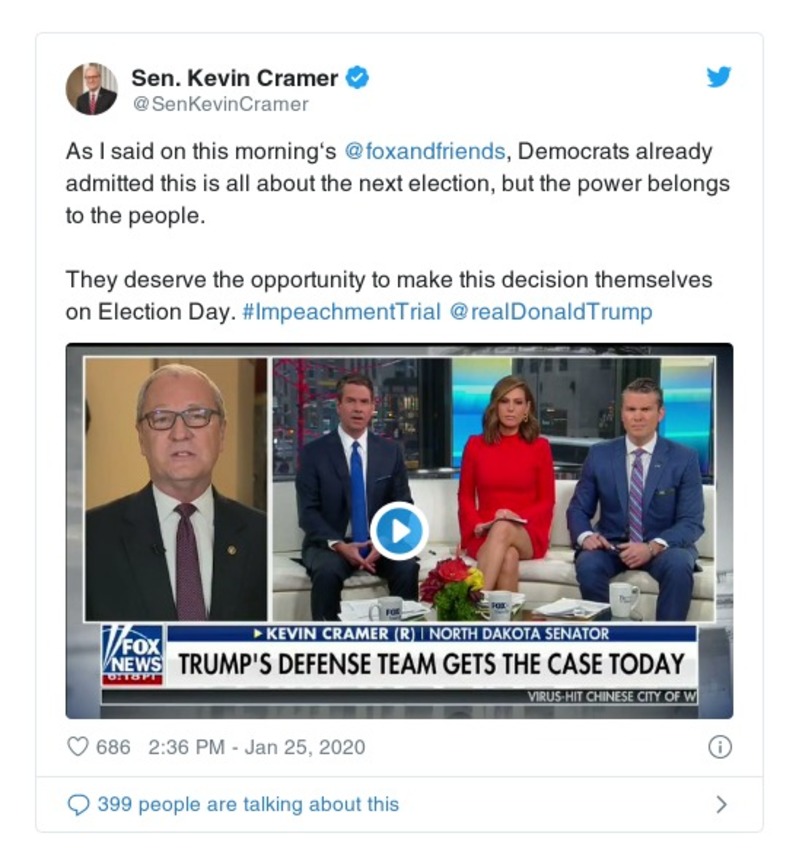 Sen. Kevin Cramer
@SenKevinCramer
As I said on this morning‘s @foxandfriends, Democrats already
admitted this is all about the next election, but the power belongs
to the people.
They deserve the opportunity to make this decision themselves
on Election Day. #ImpeachmentTrial @realDonaldTrump
FOX
FOX
KEVIN CRAMER (R) | NORTH DAKOTA SENATOR
FOX
NEWS
TRUMP'S DEFENSE TEAM GETS THE CASE TODAY
VIRUS-HIT CHINESE CITY OF W
686 2:36 PM - Jan 25, 2020
399 people are talking about this